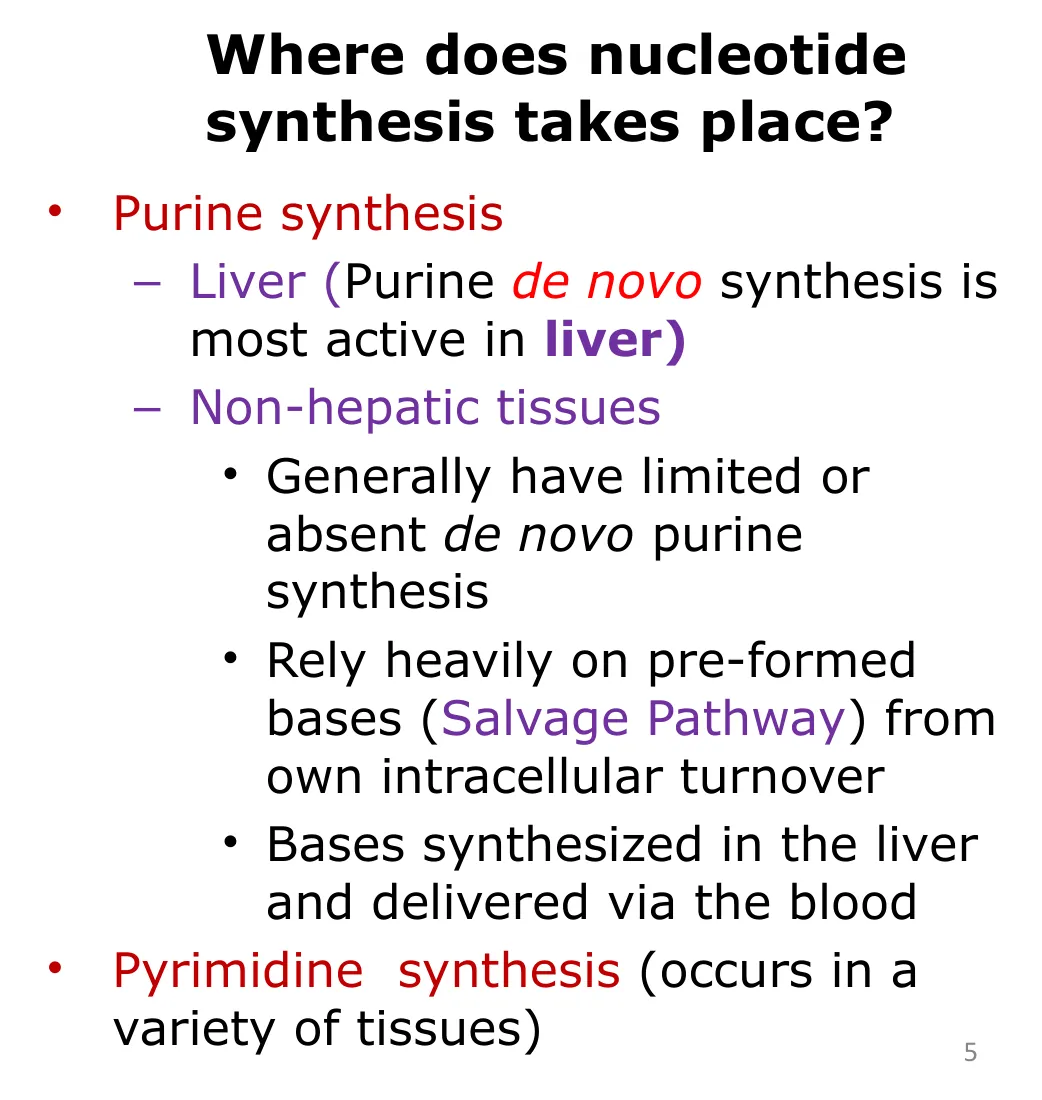 Where does nucleotide
synthesis takes place?
• Purine synthesis
– Liver (Purine de novo synthesis is
most active in liver)
– Non-hepatic tissues
• Generally have limited or
absent de novo purine
synthesis
• Rely heavily on pre-formed
bases (Salvage Pathway) from
own intracellular turnover
• Bases synthesized in the liver
and delivered via the blood
• Pyrimidine  synthesis (occurs in a
variety of tissues)
5